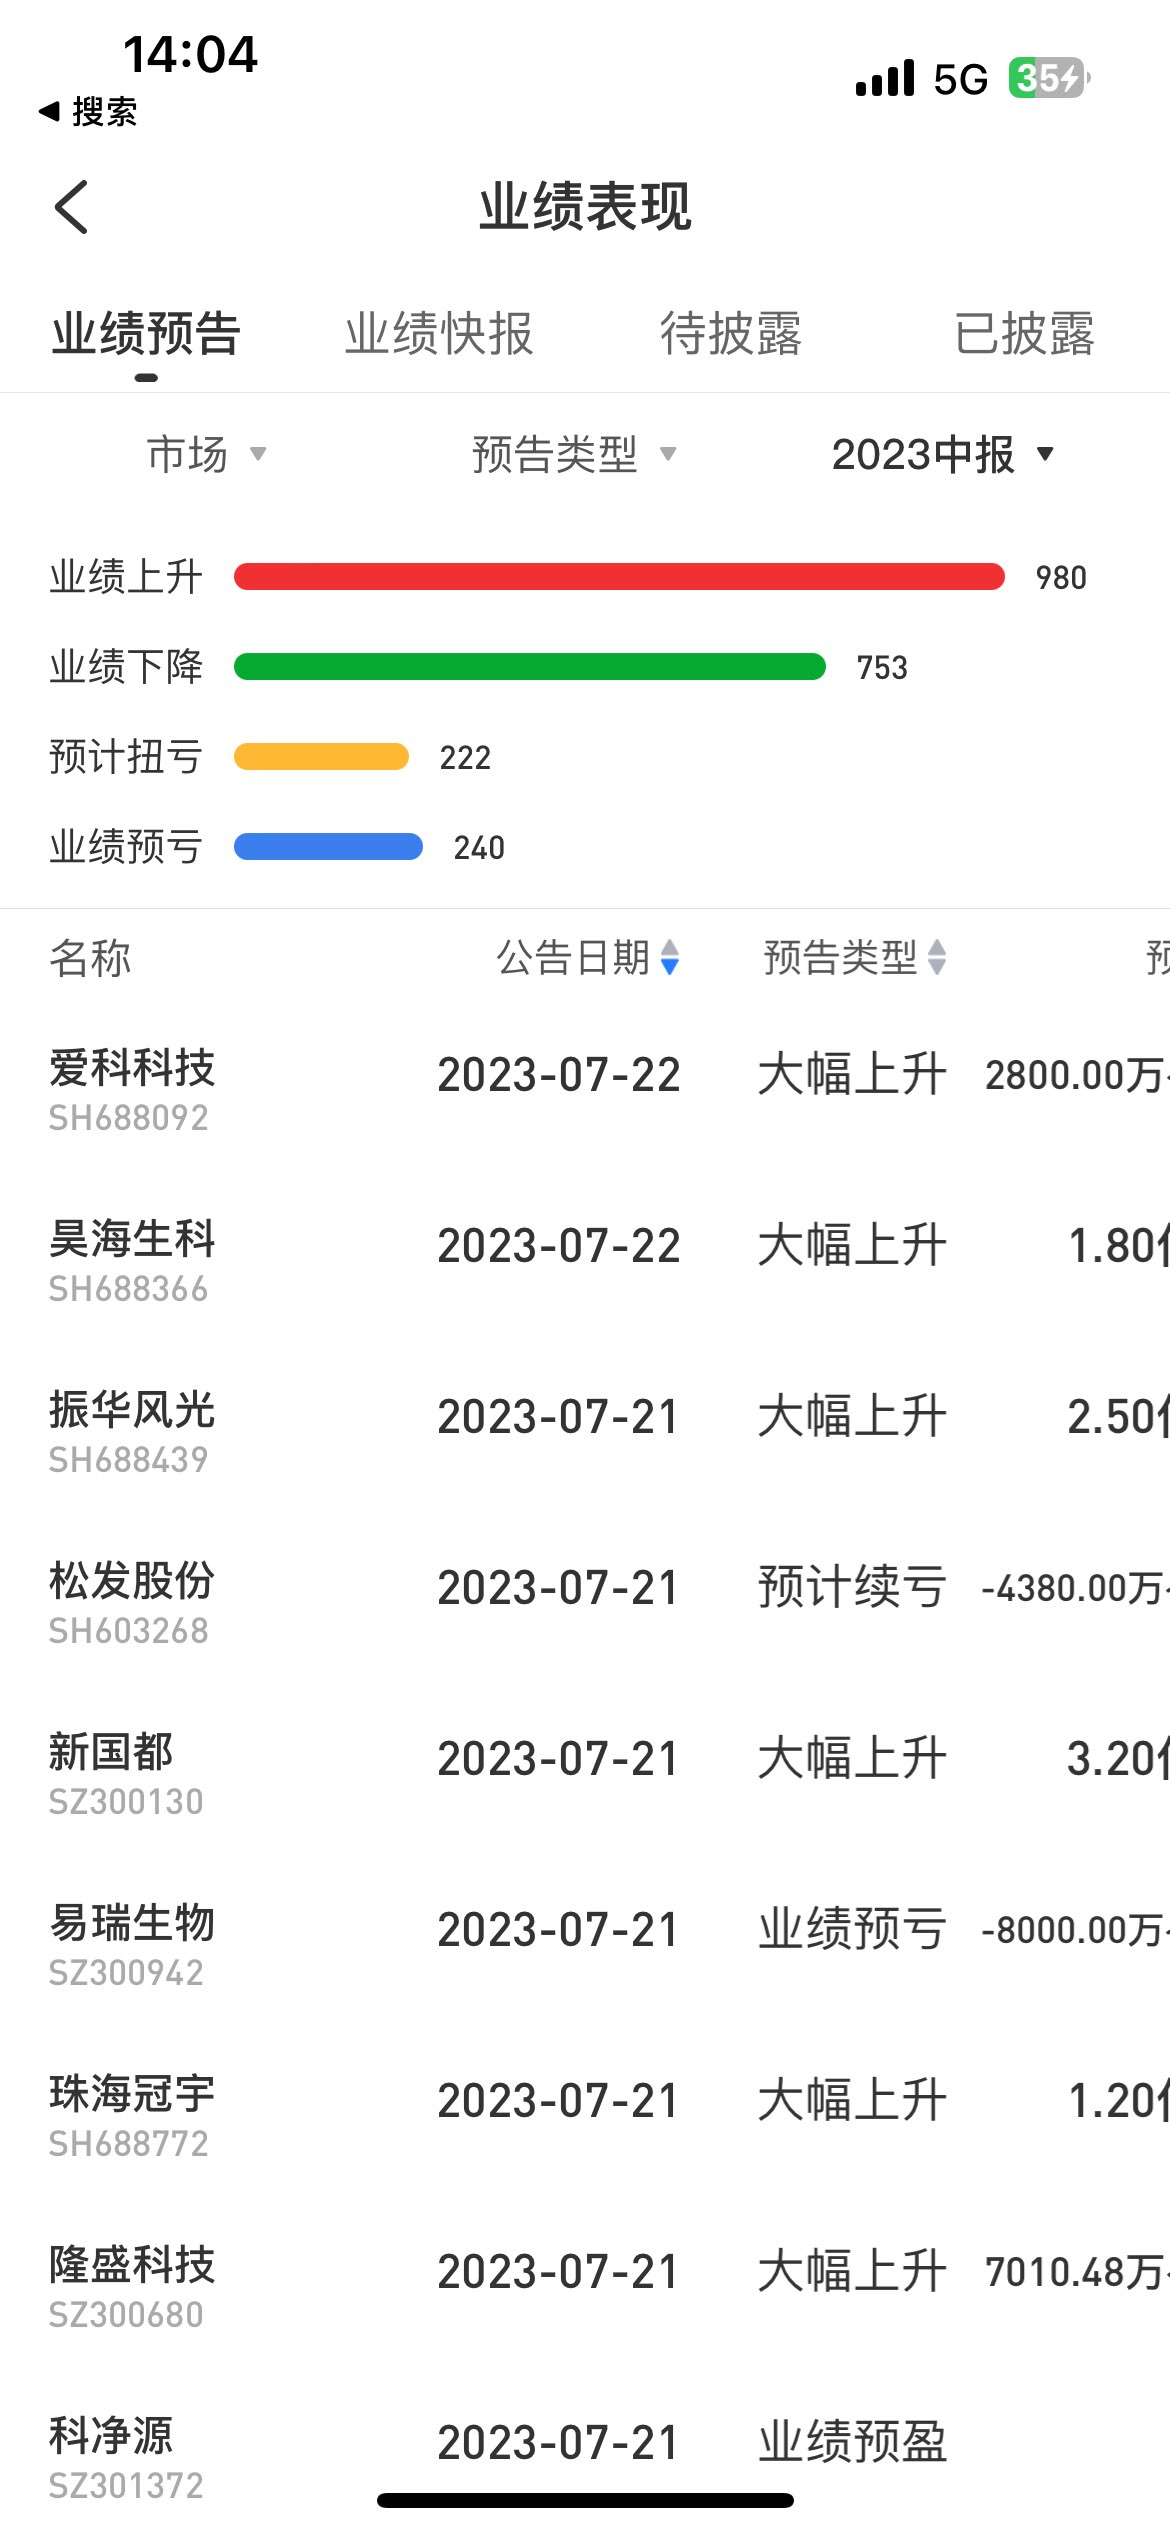 14:04
5G 35
搜索
业绩表现
业绩预告 业绩快报 待披露 已披露
市场 预告类型 2023中报
业绩上升 980
业绩下降 753
预计扭亏 222
业绩预亏 240
名称 公告日期 预告类型 预
爱科科技 2023-07-22 大幅上升 2800.00万
SH688092
昊海生科 2023-07-22 大幅上升 1.80
SH688366
振华风光 2023-07-21 大幅上升 2.50
SH688439
松发股份 2023-07-21 预计续亏 -4380.00万
SH603268
新国都 2023-07-21 大幅上升 3.20
SZ300130
易瑞生物 2023-07-21 业绩预亏 -8000.00万
SZ300942
珠海冠宇 2023-07-21 大幅上升 1.20
SH688772
隆盛科技 2023-07-21 大幅上升 7010.48万
SZ300680
科净源 2023-07-21 业绩预盈
SZ301372